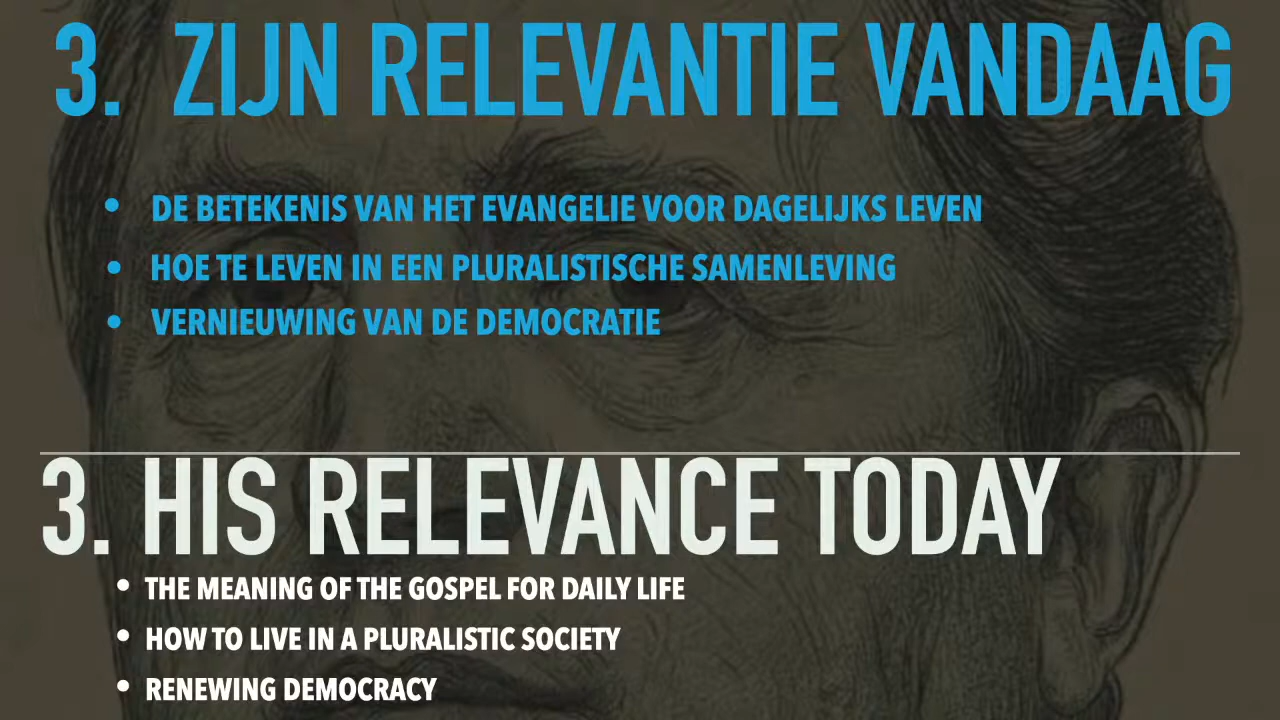 3. ZIJN RELEVANTIE VANDAAG
• DE BETEKENIS VAN HET EVANGELIE VOOR DAGELIJKS LEVEN
• HOE TE LEVEN IN EEN PLURALISTISCHE SAMENLEVING
• VERNIEUWING VAN DE DEMOCRATIE
3. HIS RELEVANCE TODAY
• THE MEANING OF THE GOSPEL FOR DAILY LIFE
• HOW TO LIVE IN A PLURALISTIC SOCIETY
• RENEWING DEMOCRACY